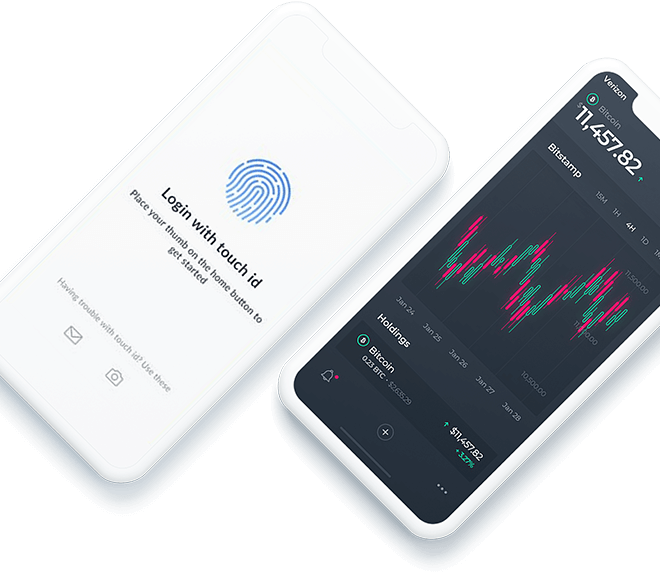 Login with touch id
Place your thumb on the home button to
get started
Having trouble with touch id? Use these
Verizon
Bitcoin
$11,457.82
Bitstamp
15M 1H 4H 1D
11,500.00
10,500.00
Jan 24 Jan 25 Jan 26 Jan 27 Jan 28
Holdings
Bitcoin
0.23 BTC •
$11,457.82
+3.27%